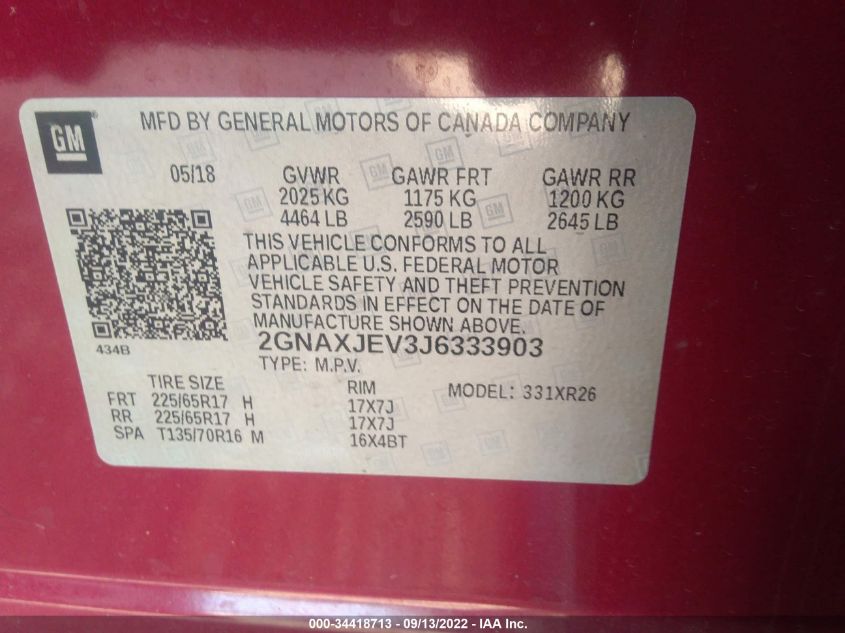 GM
MFD BY GENERAL MOTORS OF CANADA COMPANY
05/18 GVWR GAWR FRT GAWR RR
2025 KG 1175 KG 1200 KG
4464 LB 2590 LB 2645 LB
THIS VEHICLE CONFORMS TO ALL
APPLICABLE U.S. FEDERAL MOTOR
VEHICLE SAFETY AND THEFT PREVENTION
STANDARDS IN EFFECT ON THE DATE OF
MANUFACTURE SHOWN ABOVE.
434B
2GNAXJEV3J6333903
TYPE: M.P.V.
TIRE SIZE RIM MODEL: 331XR26
FRT 225/65R17 H 17X7J
RR 225/65R17 H 17X7J
SPA T135/70R16 M 16X4BT
000-34418713 - 09/13/2022 - IAA Inc.